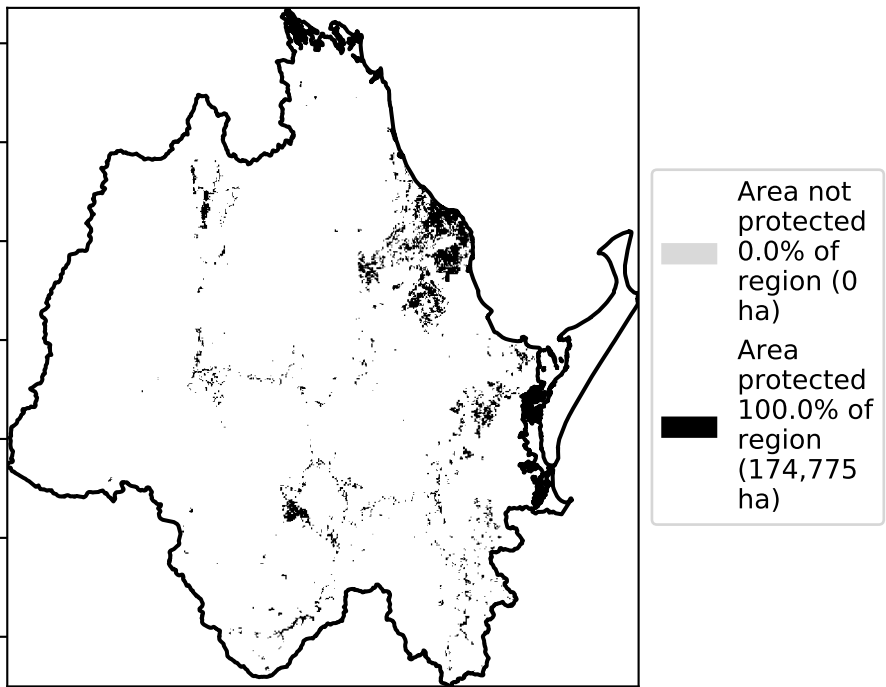 Area not
protected
0.0% of
region (0
ha)
Area
protected
100.0% of
region
(174,775
ha)